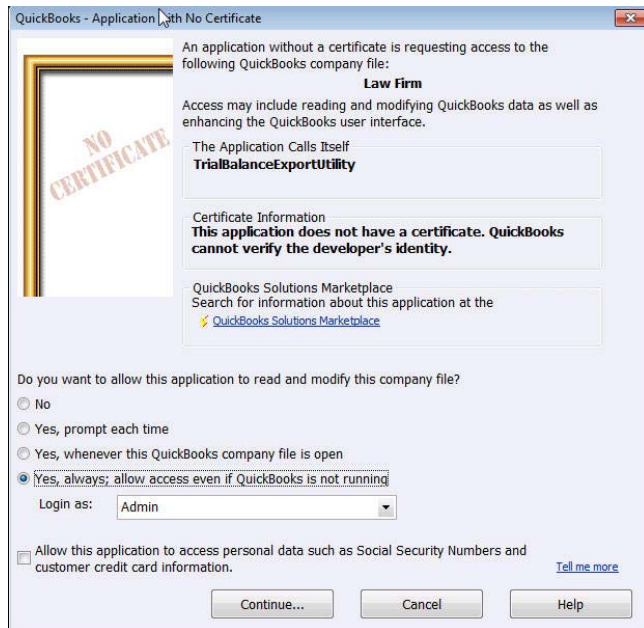 QuickBooks - Application with No Certificate
An application without a certificate is requesting access to the
following QuickBooks company file:
Law Firm
Access may include reading and modifying QuickBooks data as well as
enhancing the QuickBooks user interface.
NO
CERTIFICATE
The Application Calls Itself
TrialBalanceExportUtility
Certificate Information
This application does not have a certificate. QuickBooks
cannot verify the developer's identity.
QuickBooks Solutions Marketplace
Search for information about this application at the
QuickBooks Solutions Marketplace
Do you want to allow this application to read and modify this company file?
No
Yes, prompt each time
Yes, whenever this QuickBooks company file is open
Yes, always; allow access even if QuickBooks is not running
Login as: Admin
Allow this application to access personal data such as Social Security Numbers and
customer credit card information. Tell me more
Continue... Cancel Help